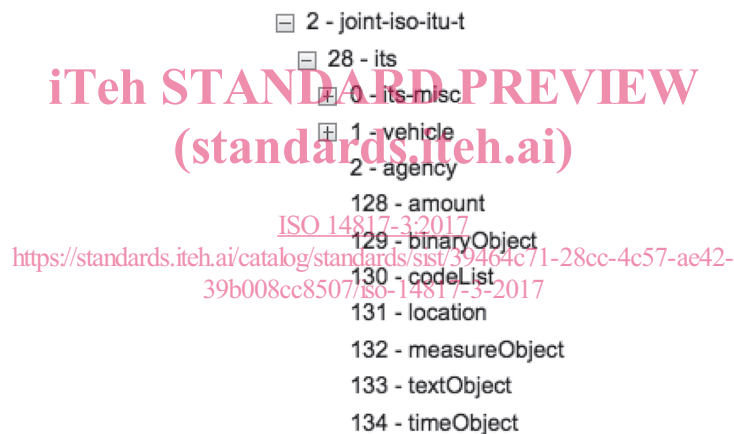 2 - joint-iso-itu-t
28 - its
iTeh STANDARD PREVIEW
0 - its-misc
1 - vehicle
(standards.iteh.ai)
2 - agency
128 - amount
ISO 14817-3:2017
129 - binaryObject
https://standards.iteh.ai/catalog/standards/sist/39464c71-28cc-4c57-ae42-
130 - codeList
39b008cc8507/iso-14817-3-2017
131 - location
132 - measureObject
133 - textObject
134 - timeObject